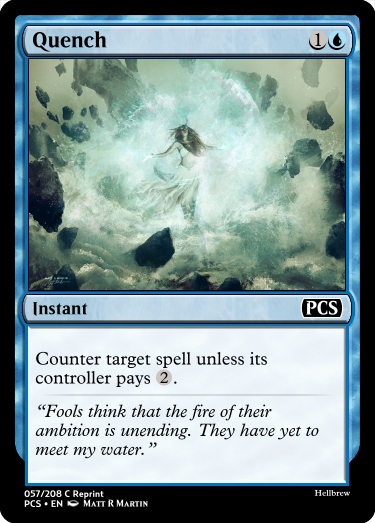 Quench 1
Instant PCS
Counter target spell unless its
controller pays 2.
“Fools think that the fire of their
ambition is unending. They have yet to
meet my water.”
057/208 C Reprint Hellbrew
PCS • EN MATT R MARTIN